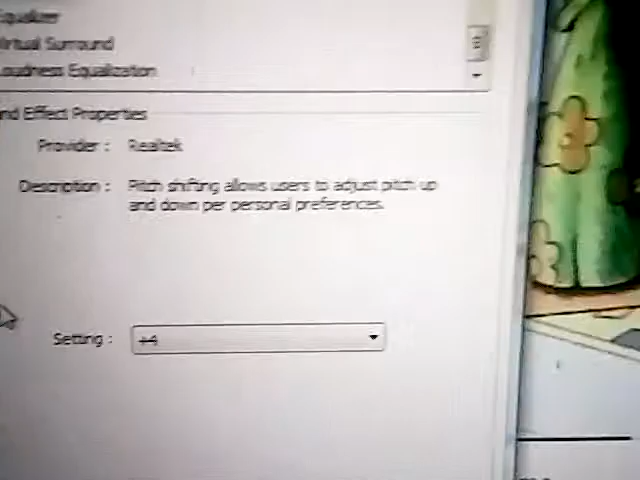 Equalizer
Virtual Surround
Loudness Equalization
nd Effect Properties
Provider : Realtek
Description : Pitch shifting allows users to adjust pitch up
and down per personal preferences.
Setting : +4